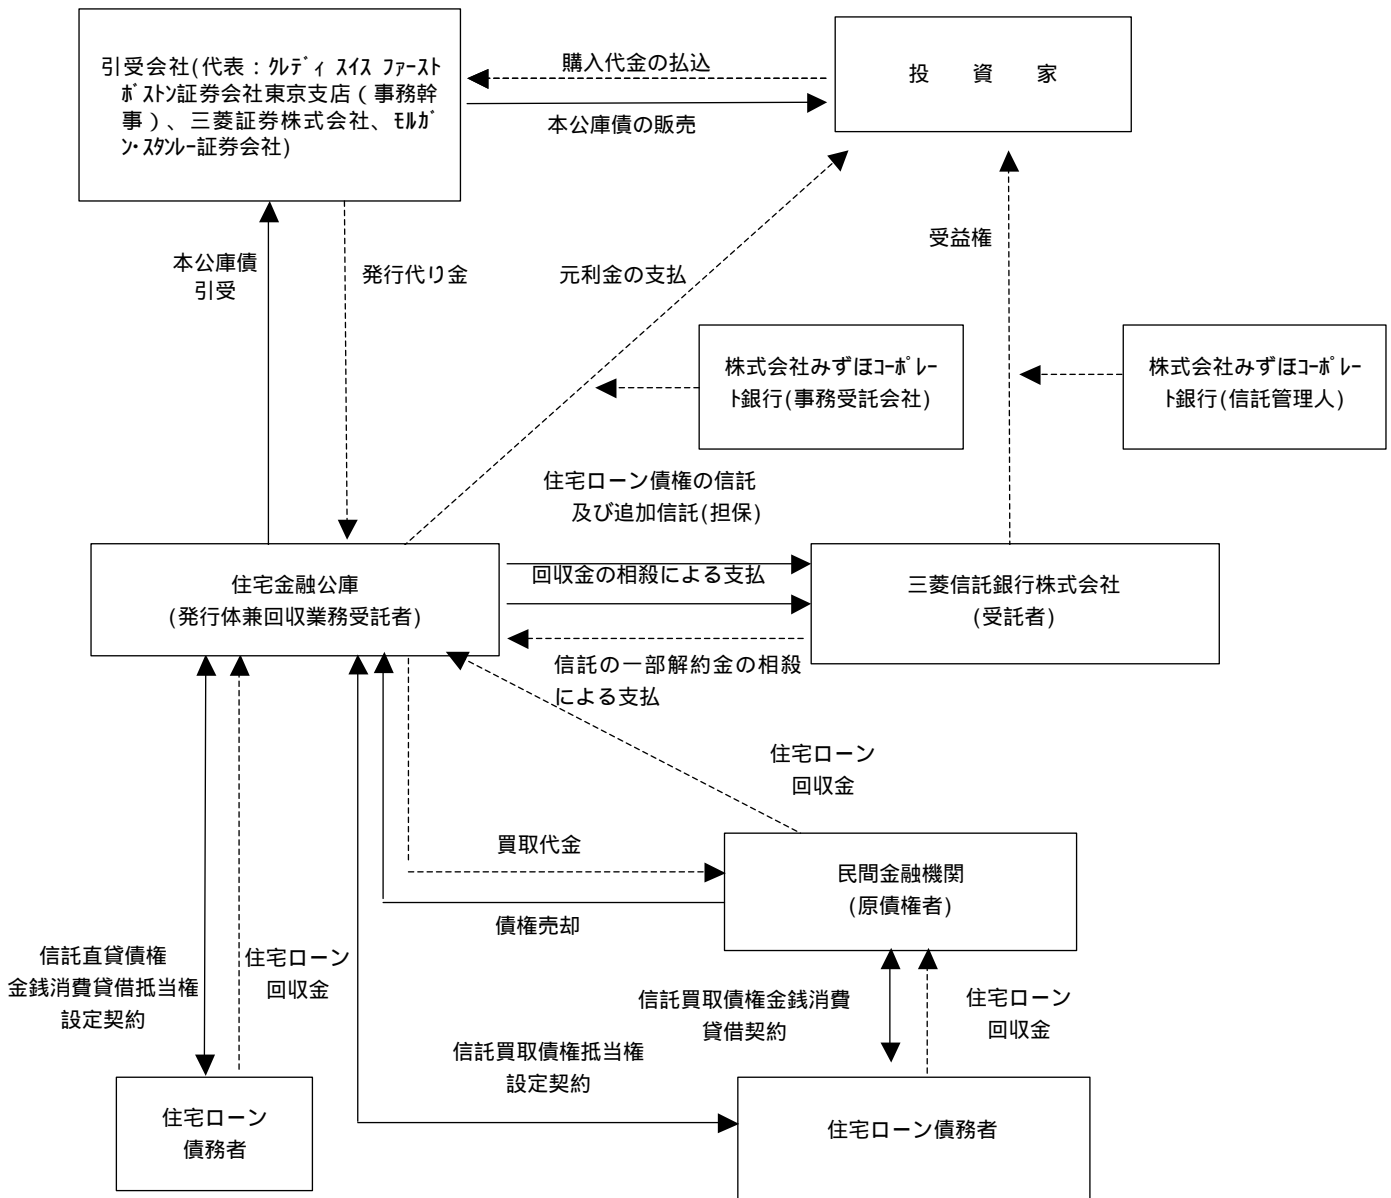 引受会社(代表：ｸﾚﾃﾞｨ ｽｲｽ ﾌｧｰｽﾄ
ﾎﾞｽﾄﾝ証券会社東京支店（事務幹
事）、三菱証券株式会社、ﾓﾙｶﾞ
ﾝ･ｽﾀﾝﾚｰ証券会社)
購入代金の払込
本公庫債の販売
投　資　家
本公庫債
引受
発行代り金
元利金の支払
受益権
株式会社みずほｺｰﾎﾟﾚｰ
ﾄ銀行(事務受託会社)
株式会社みずほｺｰﾎﾟﾚｰ
ﾄ銀行(信託管理人)
住宅ローン債権の信託
及び追加信託(担保)
住宅金融公庫
(発行体兼回収業務受託者)
回収金の相殺による支払
三菱信託銀行株式会社
(受託者)
信託の一部解約金の相殺
による支払
住宅ローン
回収金
買取代金
民間金融機関
(原債権者)
債権売却
信託直貸債権
金銭消費貸借抵当権
設定契約
住宅ローン
回収金
信託買取債権金銭消費
貸借契約
住宅ローン
回収金
信託買取債権抵当権
設定契約
住宅ローン
債務者
住宅ローン債務者